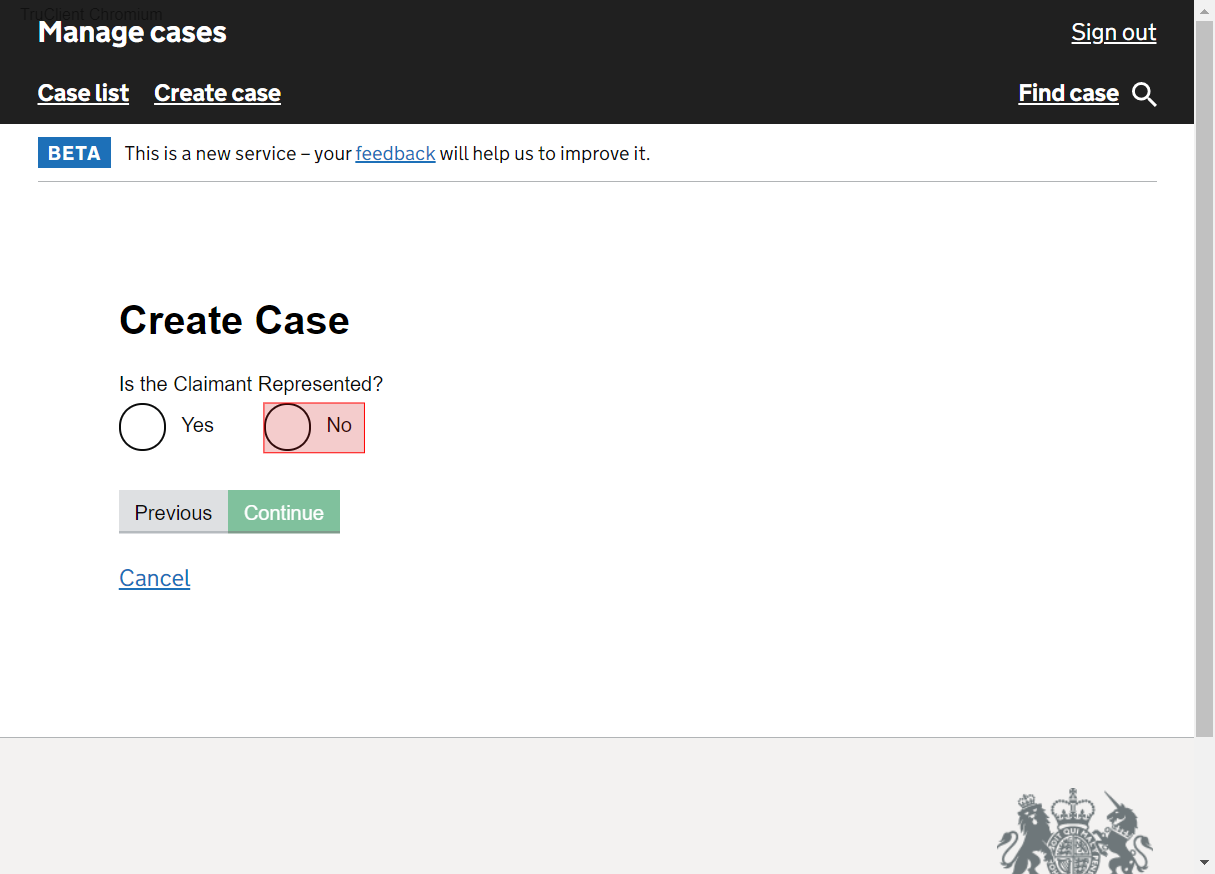 TruClient Chromium
Manage cases
Sign out
Case list Create case Find case
BETA This is a new service – your feedback will help us to improve it.
Create Case
Is the Claimant Represented?
Yes No
Previous Continue
Cancel